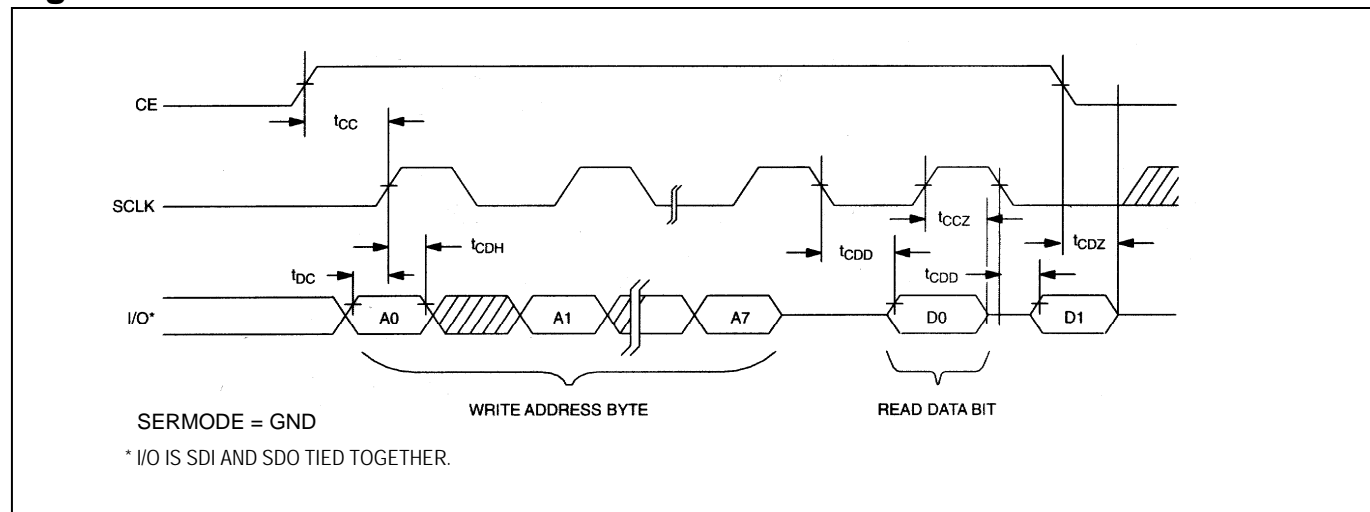 CE
tCC
SCLK
tCCZ
tCDH
tCDD
tCDZ
tDC
tCDD
I/O*
A0
A1
A7
D0
D1
WRITE ADDRESS BYTE
READ DATA BIT
SERMODE = GND
* I/O IS SDI AND SDO TIED TOGETHER.